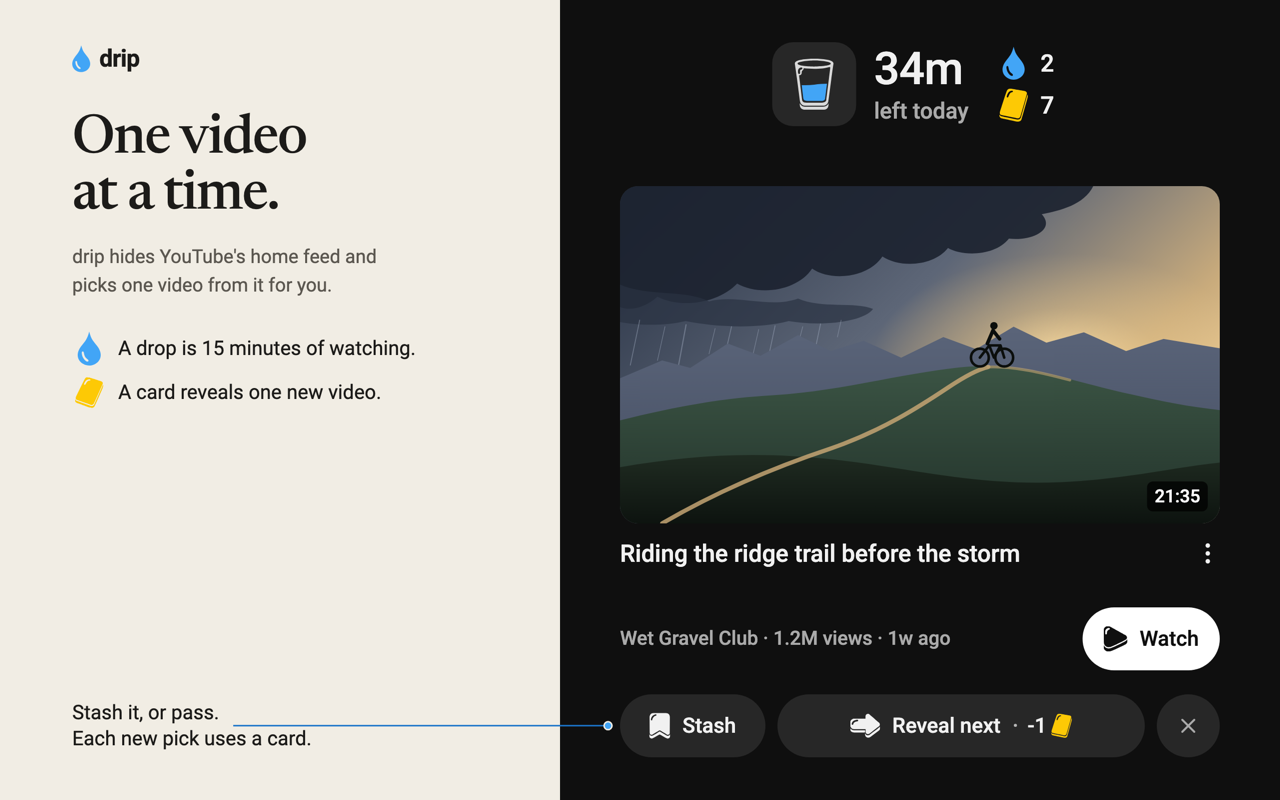 drip
One video
at a time.
drip hides YouTube's home feed and
picks one video from it for you.
A drop is 15 minutes of watching.
A card reveals one new video.
Stash it, or pass.
Each new pick uses a card.
34m
left today
2
7
21:35
Riding the ridge trail before the storm
Wet Gravel Club · 1.2M views · 1w ago
Watch
Stash
Reveal next · -1